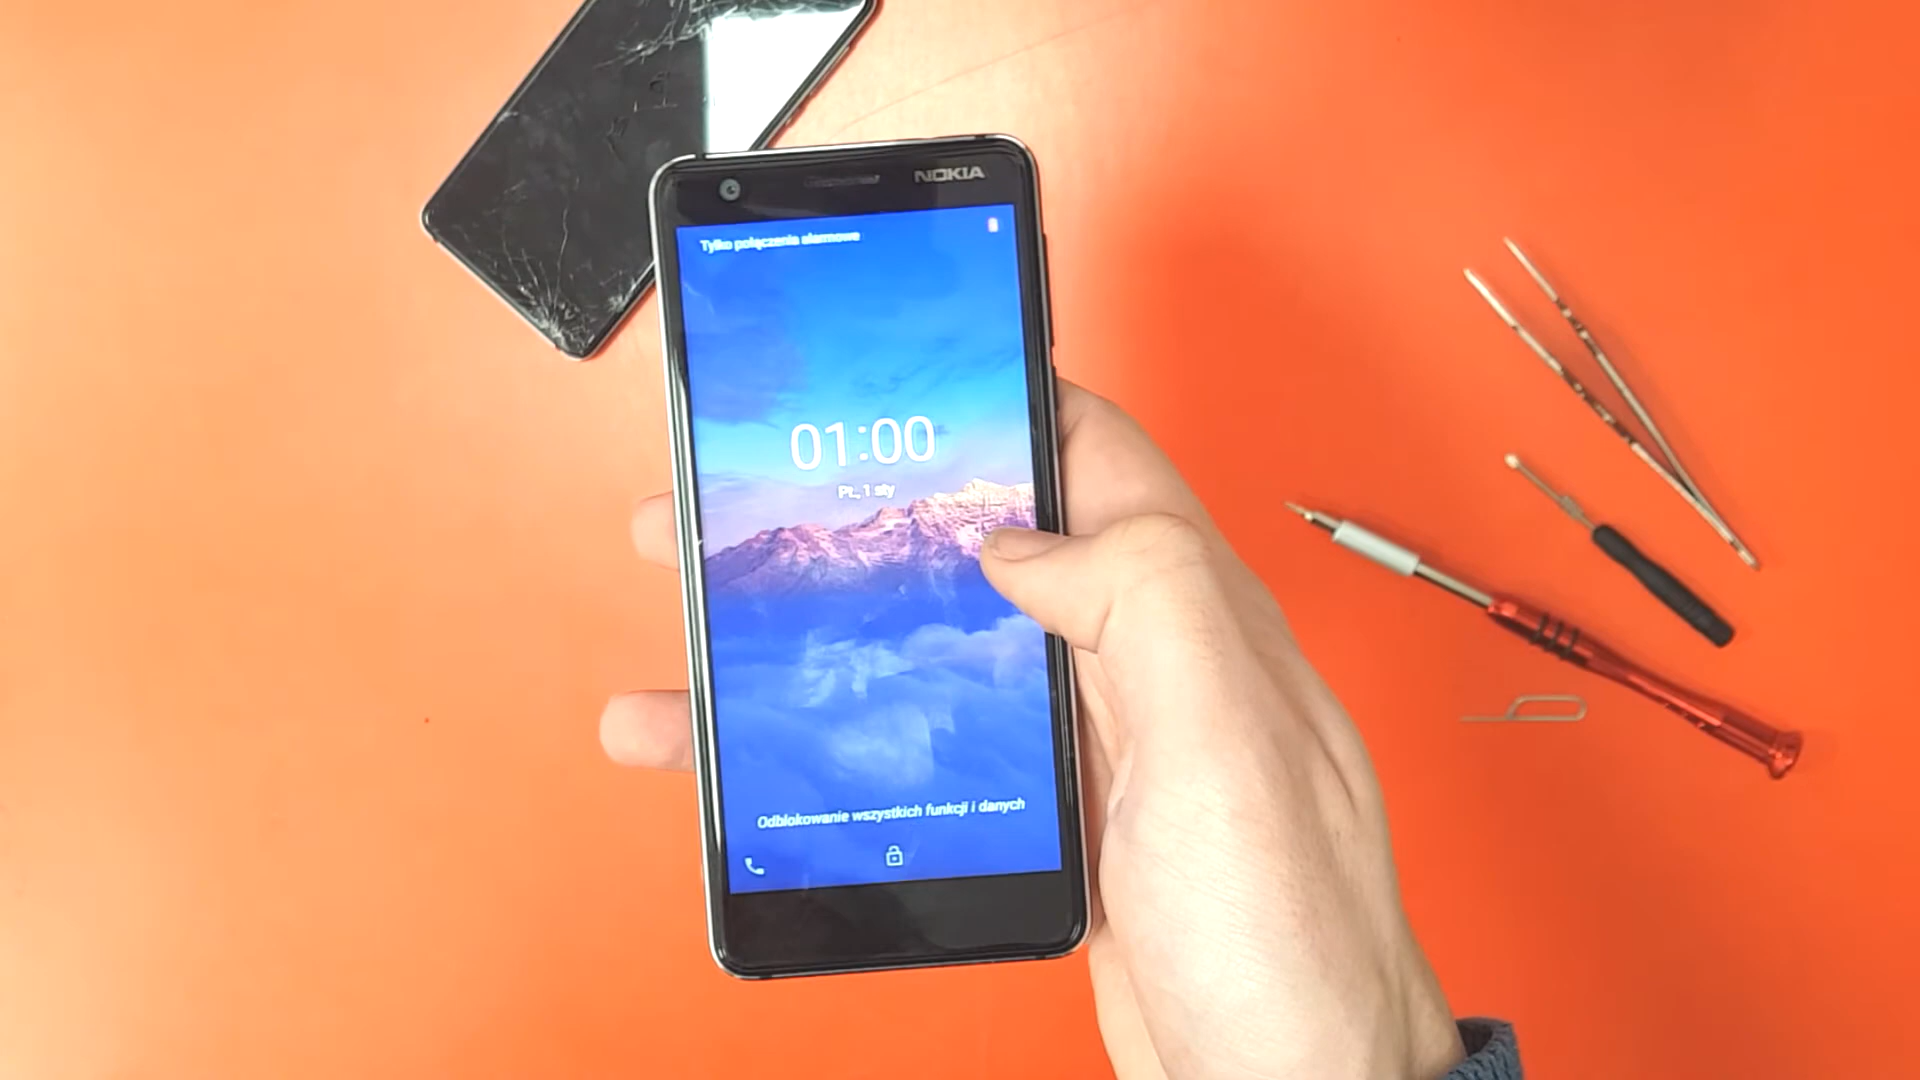 NOKIA
Tylko połączenia alarmowe
01:00
Pt., 1 sty
Odblokowanie wszystkich funkcji i danych